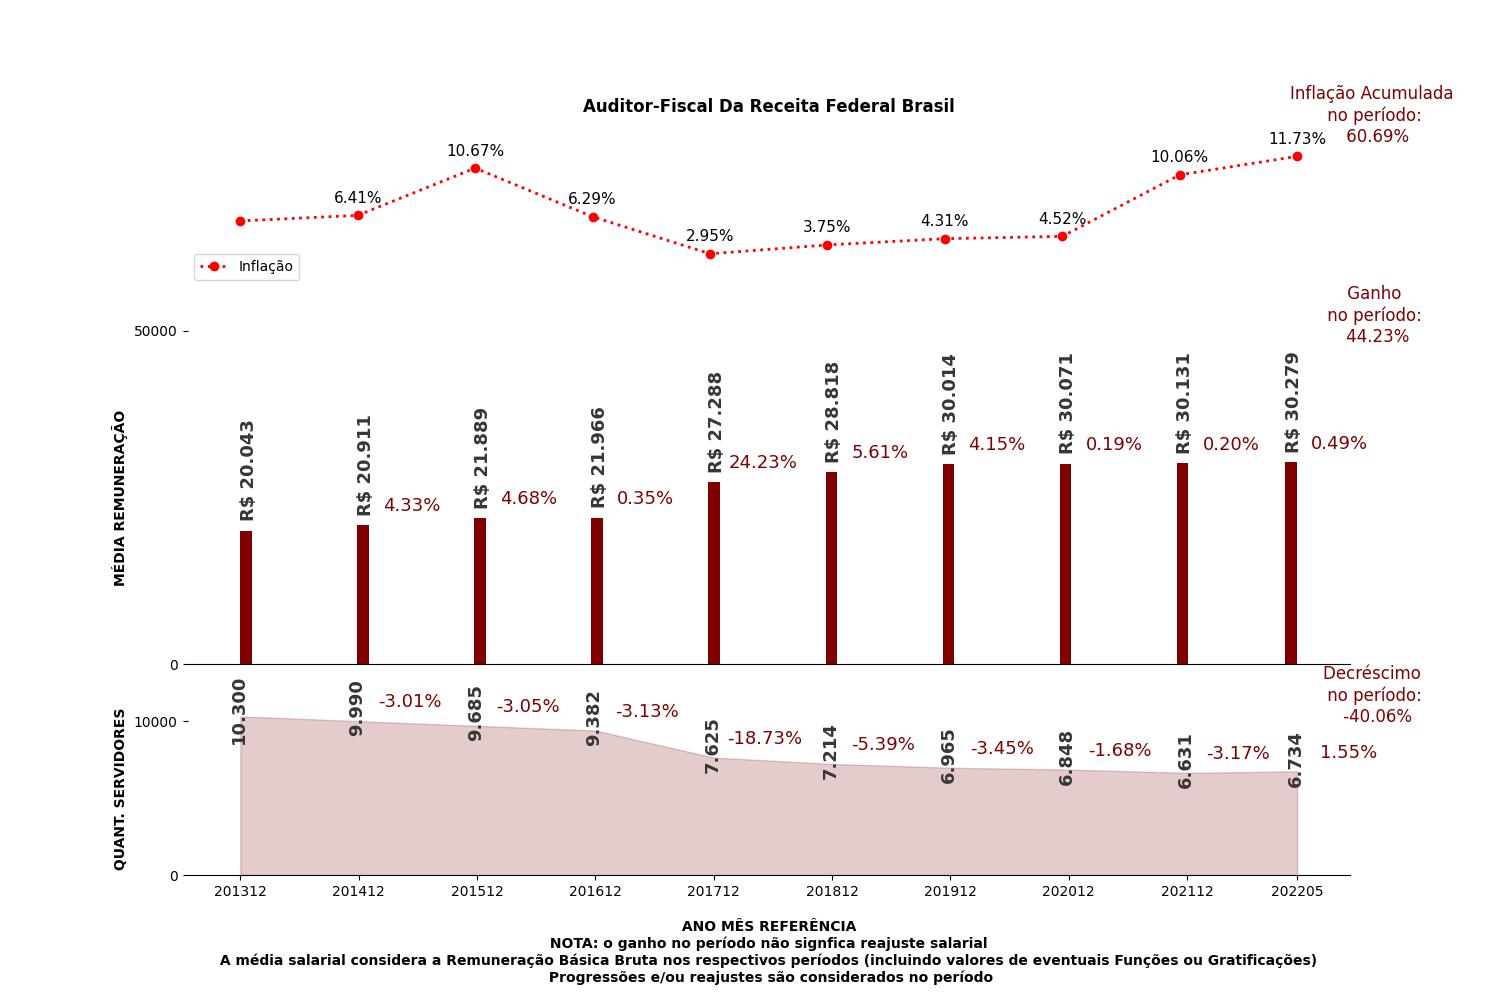 Auditor-Fiscal Da Receita Federal Brasil
Inflação Acumulada
no período:
60.69%
6.41%
10.67%
6.29%
2.95%
3.75%
4.31%
4.52%
10.06%
11.73%
Inflação
Ganho
no período:
44.23%
MÉDIA REMUNERAÇÃO
50000
0
R$ 20.043
R$ 20.911
R$ 21.889
R$ 21.966
R$ 27.288
R$ 28.818
R$ 30.014
R$ 30.071
R$ 30.131
R$ 30.279
4.33%
4.68%
0.35%
24.23%
5.61%
4.15%
0.19%
0.20%
0.49%
Decréscimo
no período:
-40.06%
QUANT. SERVIDORES
10000
0
10.300
9.990
9.685
9.382
7.625
7.214
6.965
6.848
6.631
6.734
-3.01%
-3.05%
-3.13%
-18.73%
-5.39%
-3.45%
-1.68%
-3.17%
1.55%
201312
201412
201512
201612
201712
201812
201912
202012
202112
202205
ANO MÊS REFERÊNCIA
NOTA: o ganho no período não signfica reajuste salarial
A média salarial considera a Remuneração Básica Bruta nos respectivos períodos (incluindo valores de eventuais Funções ou Gratificações)
Progressões e/ou reajustes são considerados no período